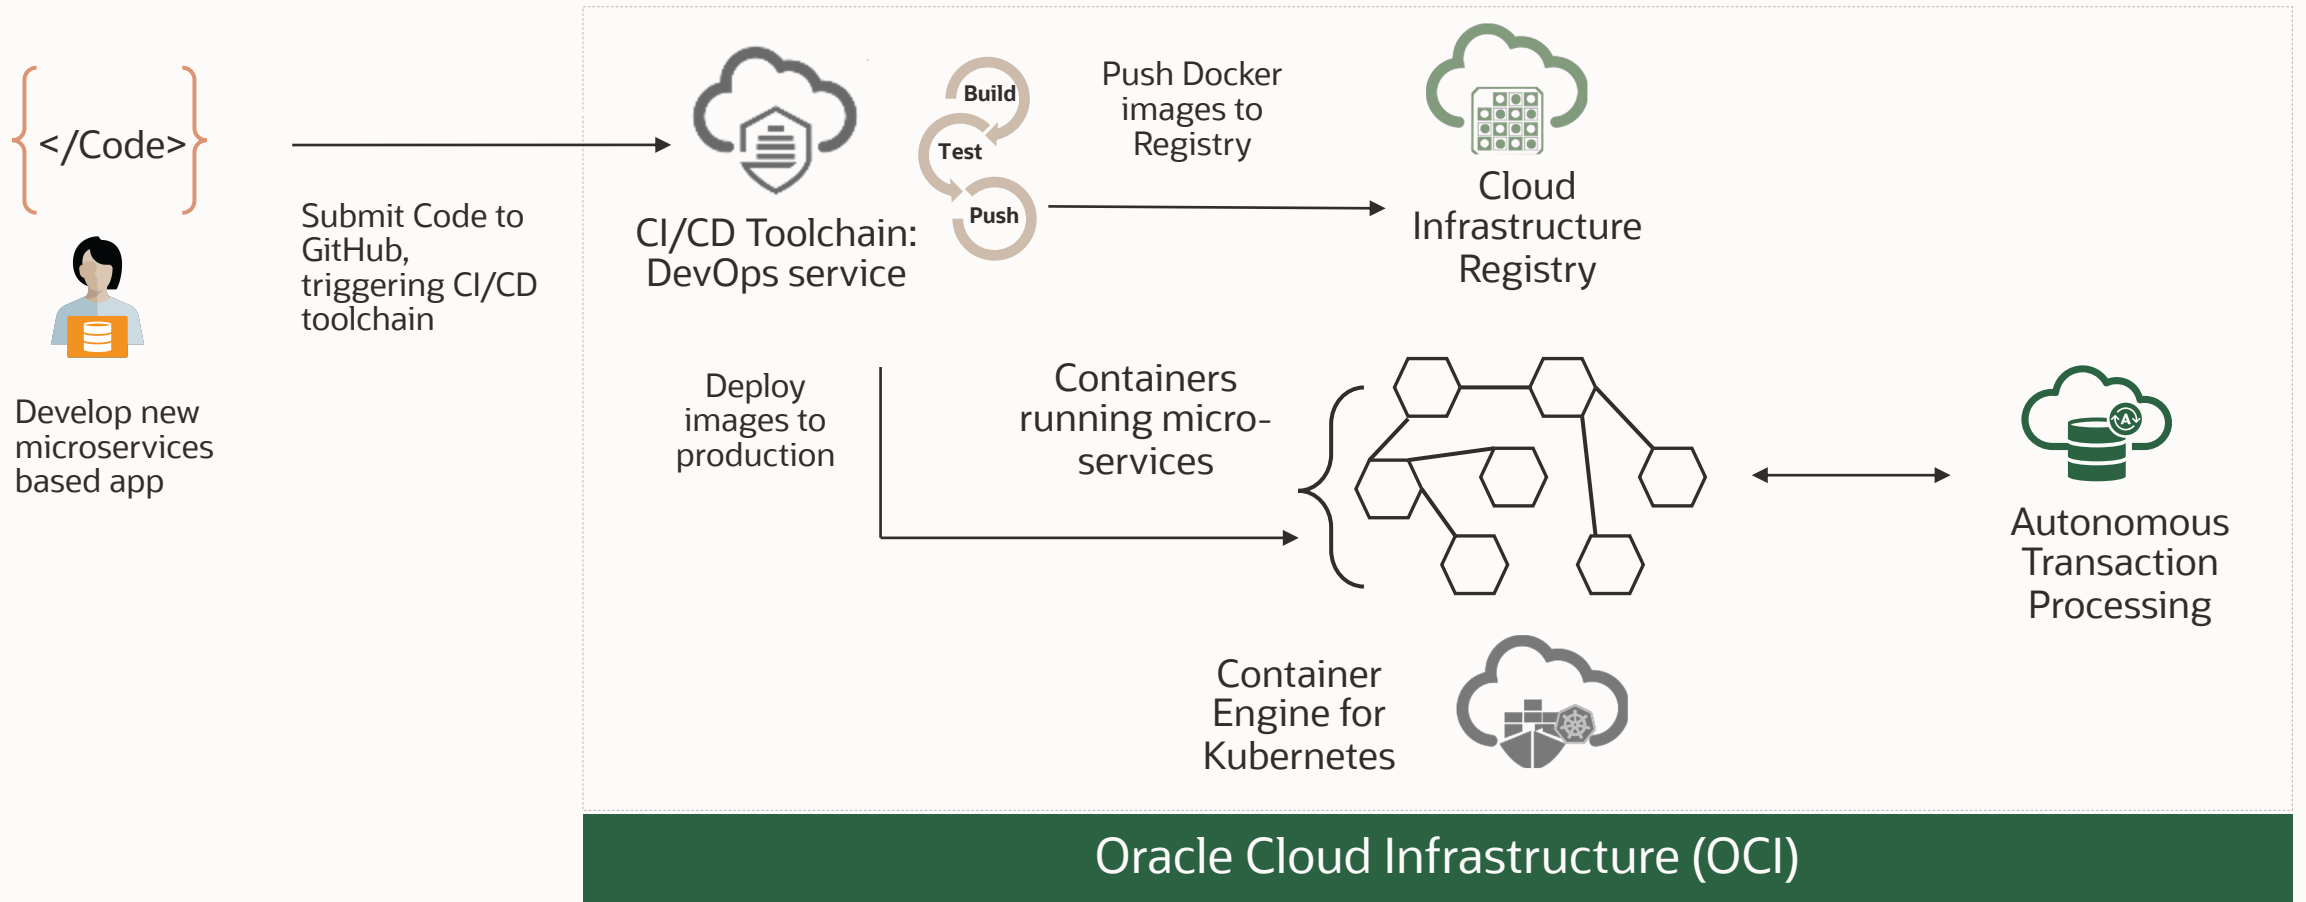 </Code>
Develop new
microservices
based app
Submit Code to
GitHub,
triggering CI/CD
toolchain
CI/CD Toolchain:
DevOps service
Build
Test
Push
Push Docker
images to
Registry
Cloud
Infrastructure
Registry
Deploy
images to
production
Containers
running micro-
services
A
Autonomous
Transaction
Processing
Container
Engine for
Kubernetes
Oracle Cloud Infrastructure (OCI)